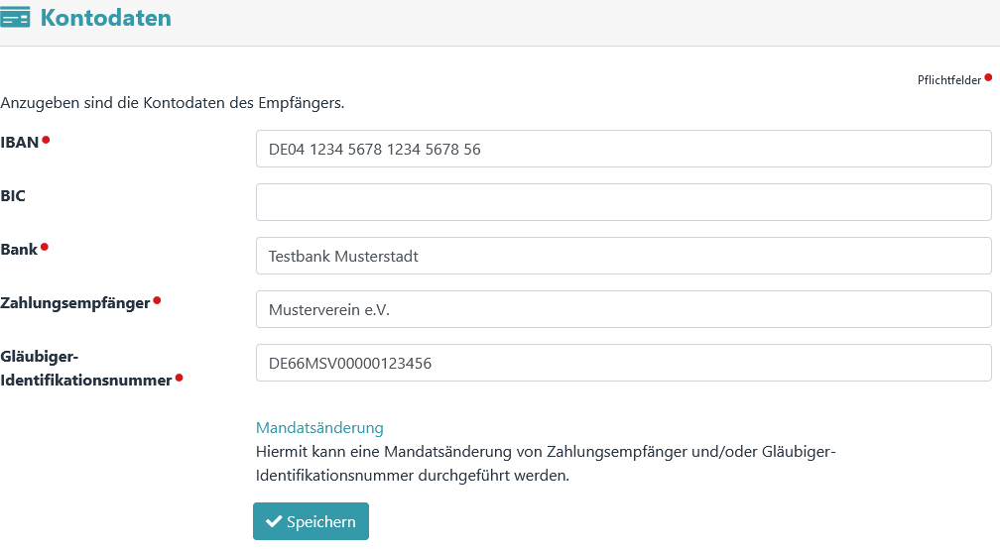 Kontodaten
Pflichtfelder
Anzugeben sind die Kontodaten des Empfängers.
IBAN
DE04 1234 5678 1234 5678 56
BIC
Bank
Testbank Musterstadt
Zahlungsempfänger
Musterverein e.V.
Gläubiger-
Identifikationsnummer
DE66MSV00000123456
Mandatsänderung
Hiermit kann eine Mandatsänderung von Zahlungsempfänger und/oder Gläubiger-
Identifikationsnummer durchgeführt werden.
Speichern